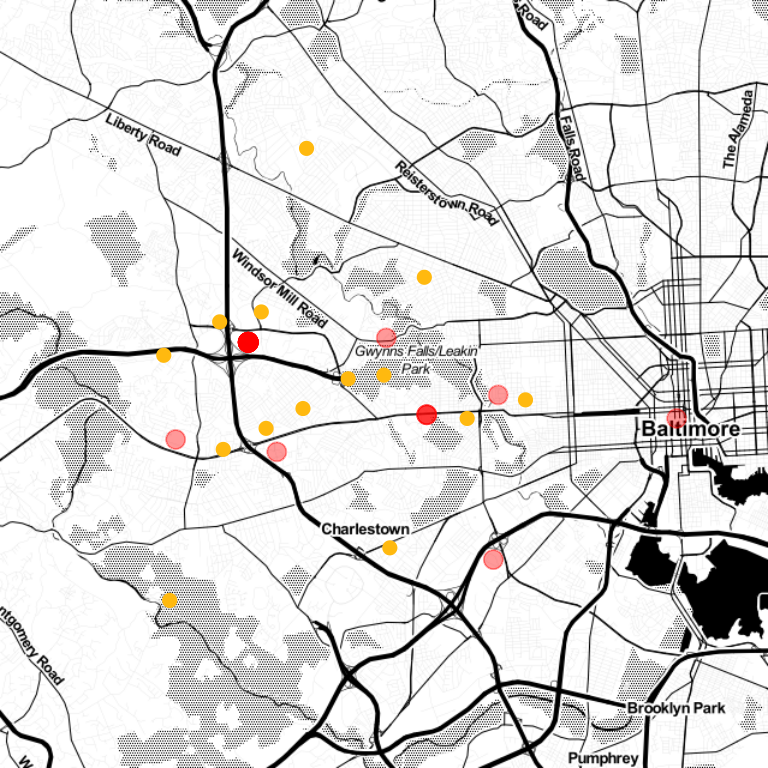 s Road
Liberty Road
Falls Road
The Alameda
Reisterstown Road
Windsor Mill Road
Gwynns Falls/Leakin
Park
Baltimore
Charlestown
ntgomery Road
Brooklyn Park
Pumphrey
W